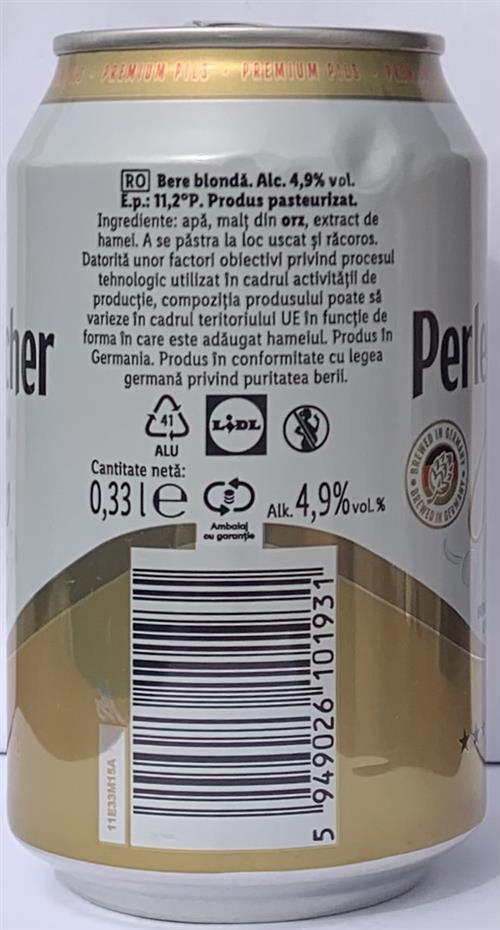 PREMIUM PILS · PREMIUM PILS
RO Bere blondă. Alc. 4,9% vol.
E.p.: 11,2°P. Produs pasteurizat.
Ingrediente: apă, malț din orz, extract de
hamei. A se păstra la loc uscat și răcoros.
Datorită unor factori obiectivi privind procesul
tehnologic utilizat în cadrul activității de
producție, compoziția produsului poate să
varieze în cadrul teritoriului UE în funcție de
forma în care este adăugat hameiul. Produs în
Germania. Produs în conformitate cu legea
germană privind puritatea berii.
cher
Perle
41
ALU
LIDL
BREWED IN GERMANY
BREWED IN GERMANY
Cantitate netă:
0,33 l e
Alk. 4,9% vol.%
Ambalaj
cu garanție
11E33M15A
5 949026 101931